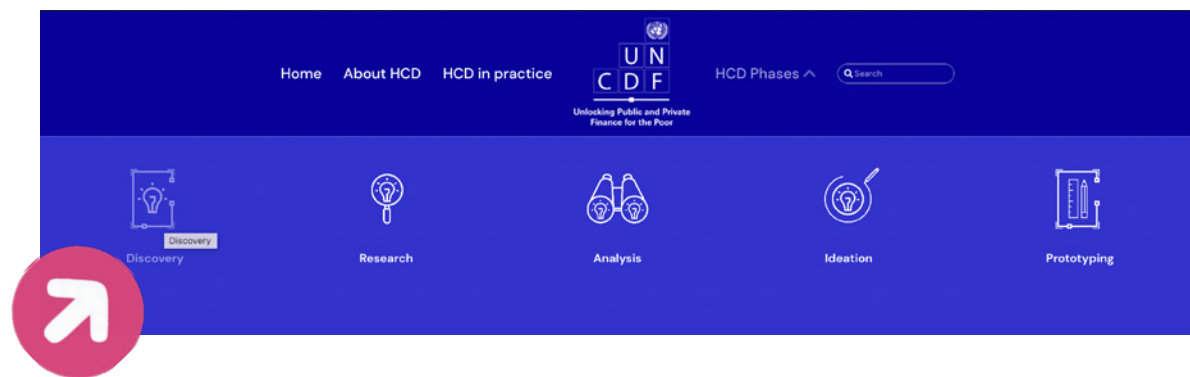 Home About HCD HCD in practice
U N
C D F
Unlocking Public and Private
Finance for the Poor
HCD Phases
Search
Discovery
Discovery Research Analysis Ideation Prototyping